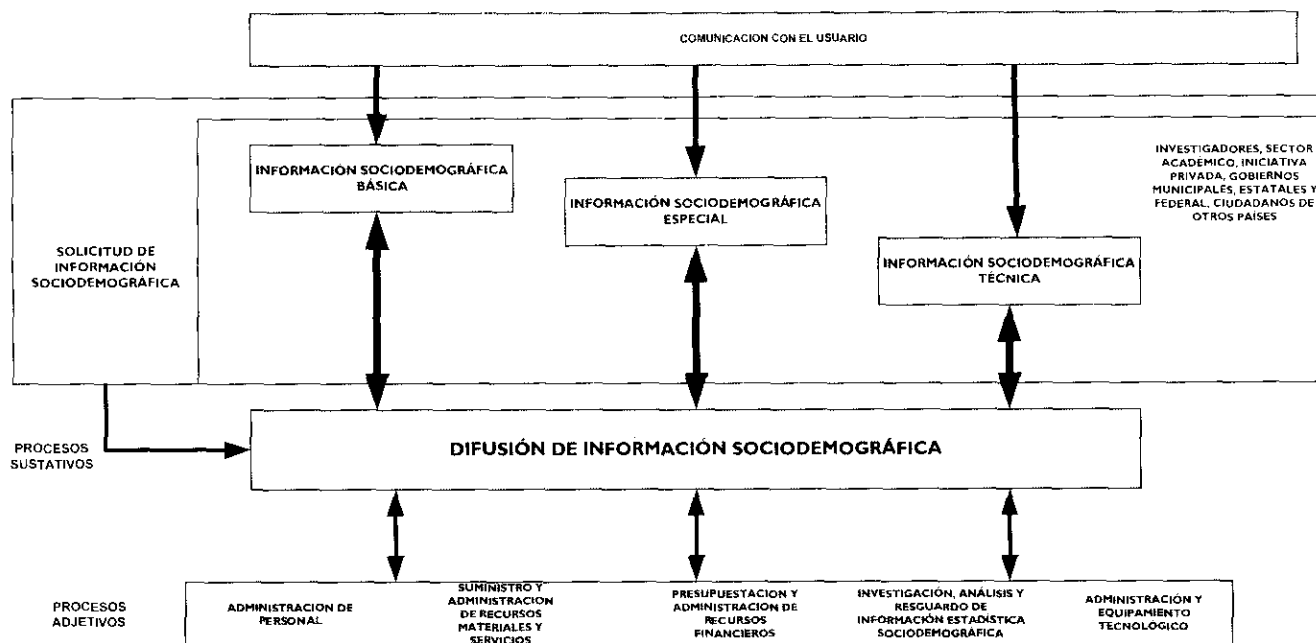 COMUNICACION CON EL USUARIO
INFORMACIÓN SOCIODEMOGRÁFICA
BÁSICA
INFORMACIÓN SOCIODEMOGRÁFICA
ESPECIAL
INFORMACIÓN SOCIODEMOGRÁFICA
TÉCNICA
INVESTIGADORES, SECTOR
ACADÉMICO, INICIATIVA
PRIVADA, GOBIERNOS
MUNICIPALES, ESTATALES Y
FEDERAL, CIUDADANOS DE
OTROS PAÍSES
SOLICITUD DE
INFORMACIÓN
SOCIODEMOGRÁFICA
PROCESOS
SUSTATIVOS
DIFUSIÓN DE INFORMACIÓN SOCIODEMOGRÁFICA
PROCESOS
ADJETIVOS
ADMINISTRACION DE
PERSONAL
SUMINISTRO Y
ADMINISTRACION
DE RECURSOS
MATERIALES Y
SERVICIOS
PRESUPUESTACION Y
ADMINISTRACION DE
RECURSOS
FINANCIEROS
INVESTIGACIÓN, ANÁLISIS Y
RESGUARDO DE
INFORMACIÓN ESTADÍSTICA
SOCIODEMOGRÁFICA
ADMINISTRACIÓN Y
EQUIPAMIENTO
TECNOLÓGICO